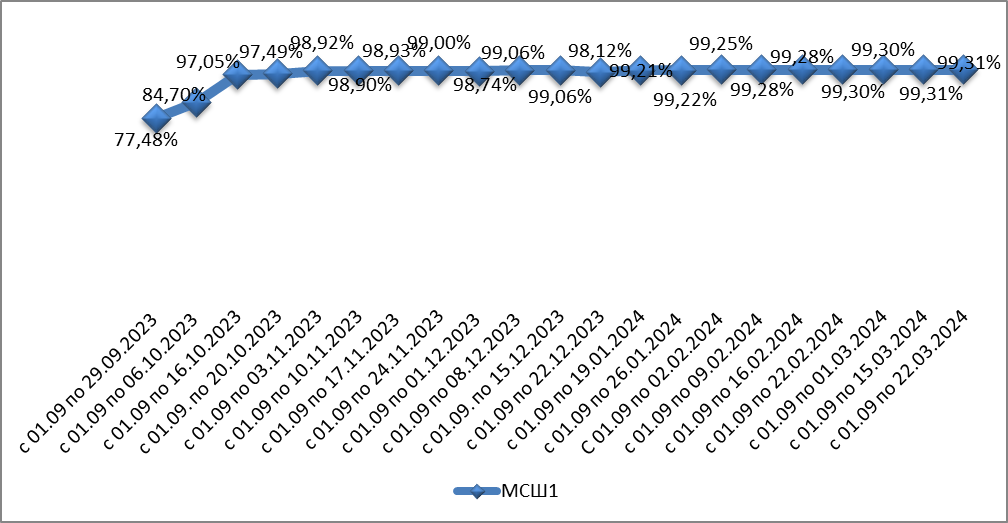 77,48%
84,70%
97,05%
97,49%
98,92%
98,90%
98,93%
99,00%
98,74%
99,06%
99,06%
98,12%
99,21%
99,22%
99,25%
99,28%
99,28%
99,30%
99,30%
99,31%
99,31%
с 01.09 по 29.09.2023
с 01.09 по 06.10.2023
с 01.09 по 16.10.2023
с 01.09. по 20.10.2023
с 01.09 по 03.11.2023
с 01.09 по 10.11.2023
с 01.09 по 17.11.2023
с 01.09 по 24.11.2023
с 01.09 по 01.12.2023
с 01.09 по 08.12.2023
с 01.09. по 15.12.2023
с 01.09 по 22.12.2023
с 01.09 по 19.01.2024
с 01.09 по 26.01.2024
С 01.09 по 02.02.2024
с 01.09 по 09.02.2024
с 01.09 по 16.02.2024
с 01.09 по 22.02.2024
с 01.09 по 01.03.2024
с 01.09 по 15.03.2024
с 01.09 по 22.03.2024
МСШ1